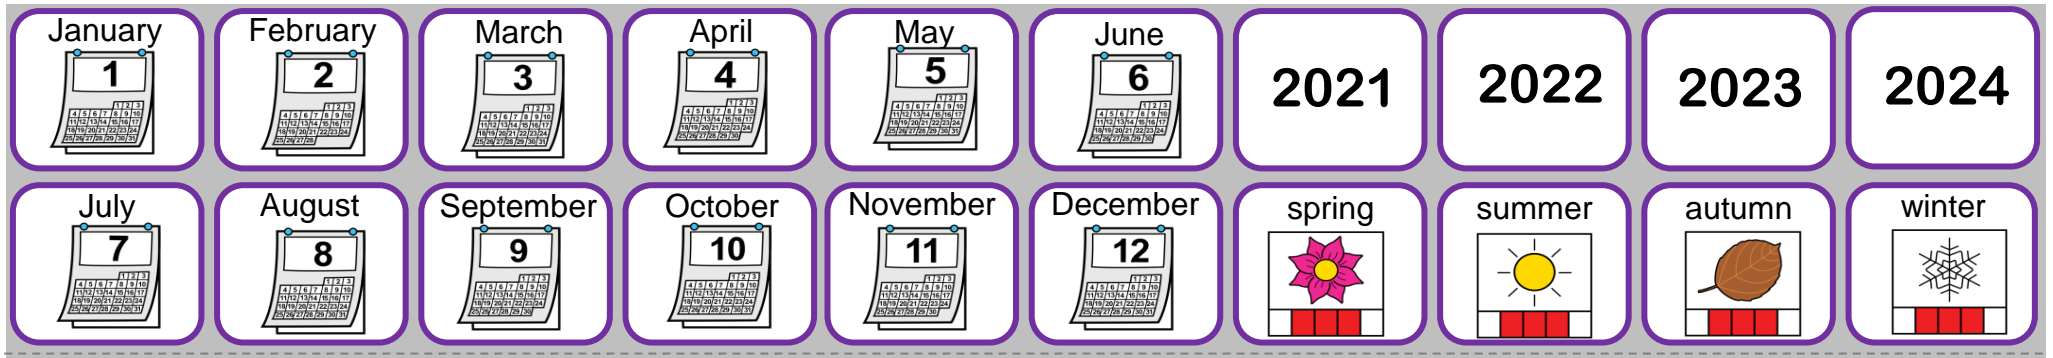 January February March April May June
1 2 3 4 5 6 2021 2022 2023 2024
July August September October November December spring summer autumn winter
7 8 9 10 11 12